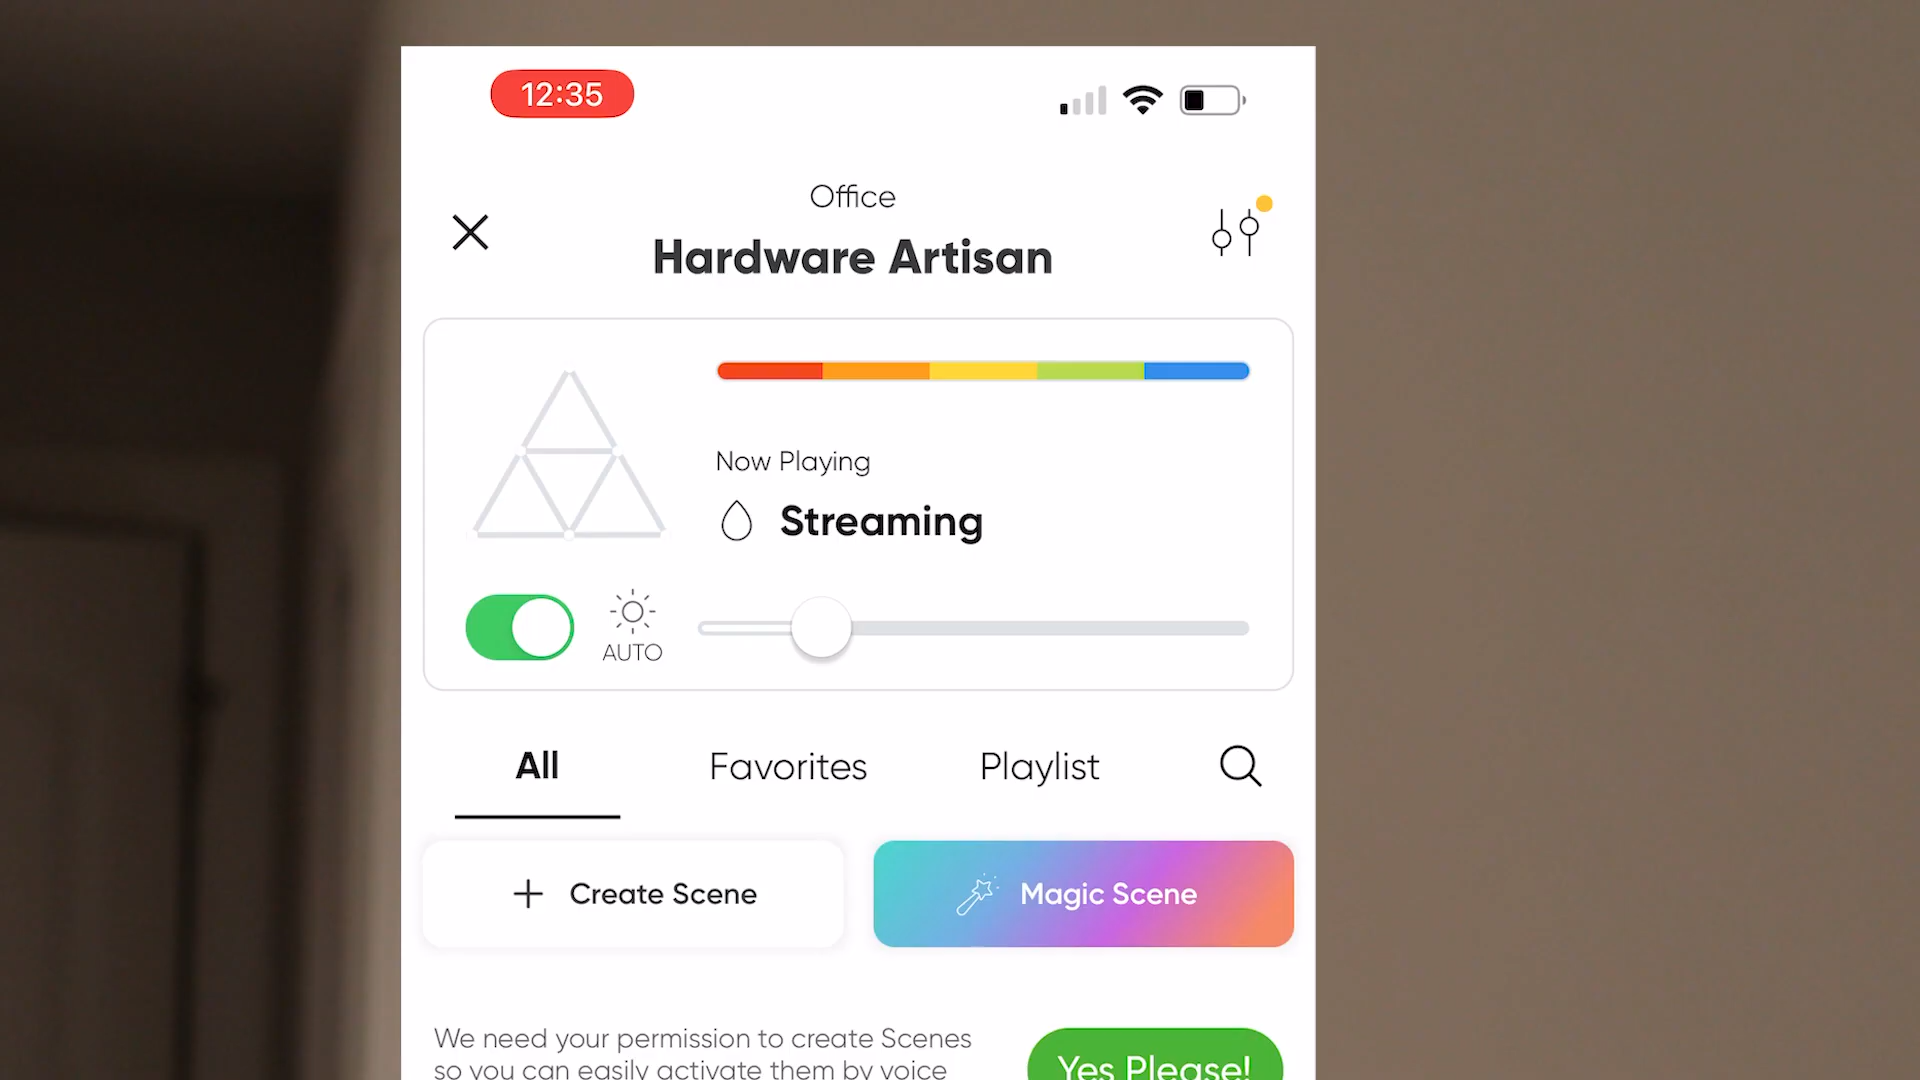 12:35
Office
Hardware Artisan
Now Playing
Streaming
AUTO
All
Favorites
Playlist
Create Scene
Magic Scene
We need your permission to create Scenes
so you can easily activate them by voice
Yes Please!